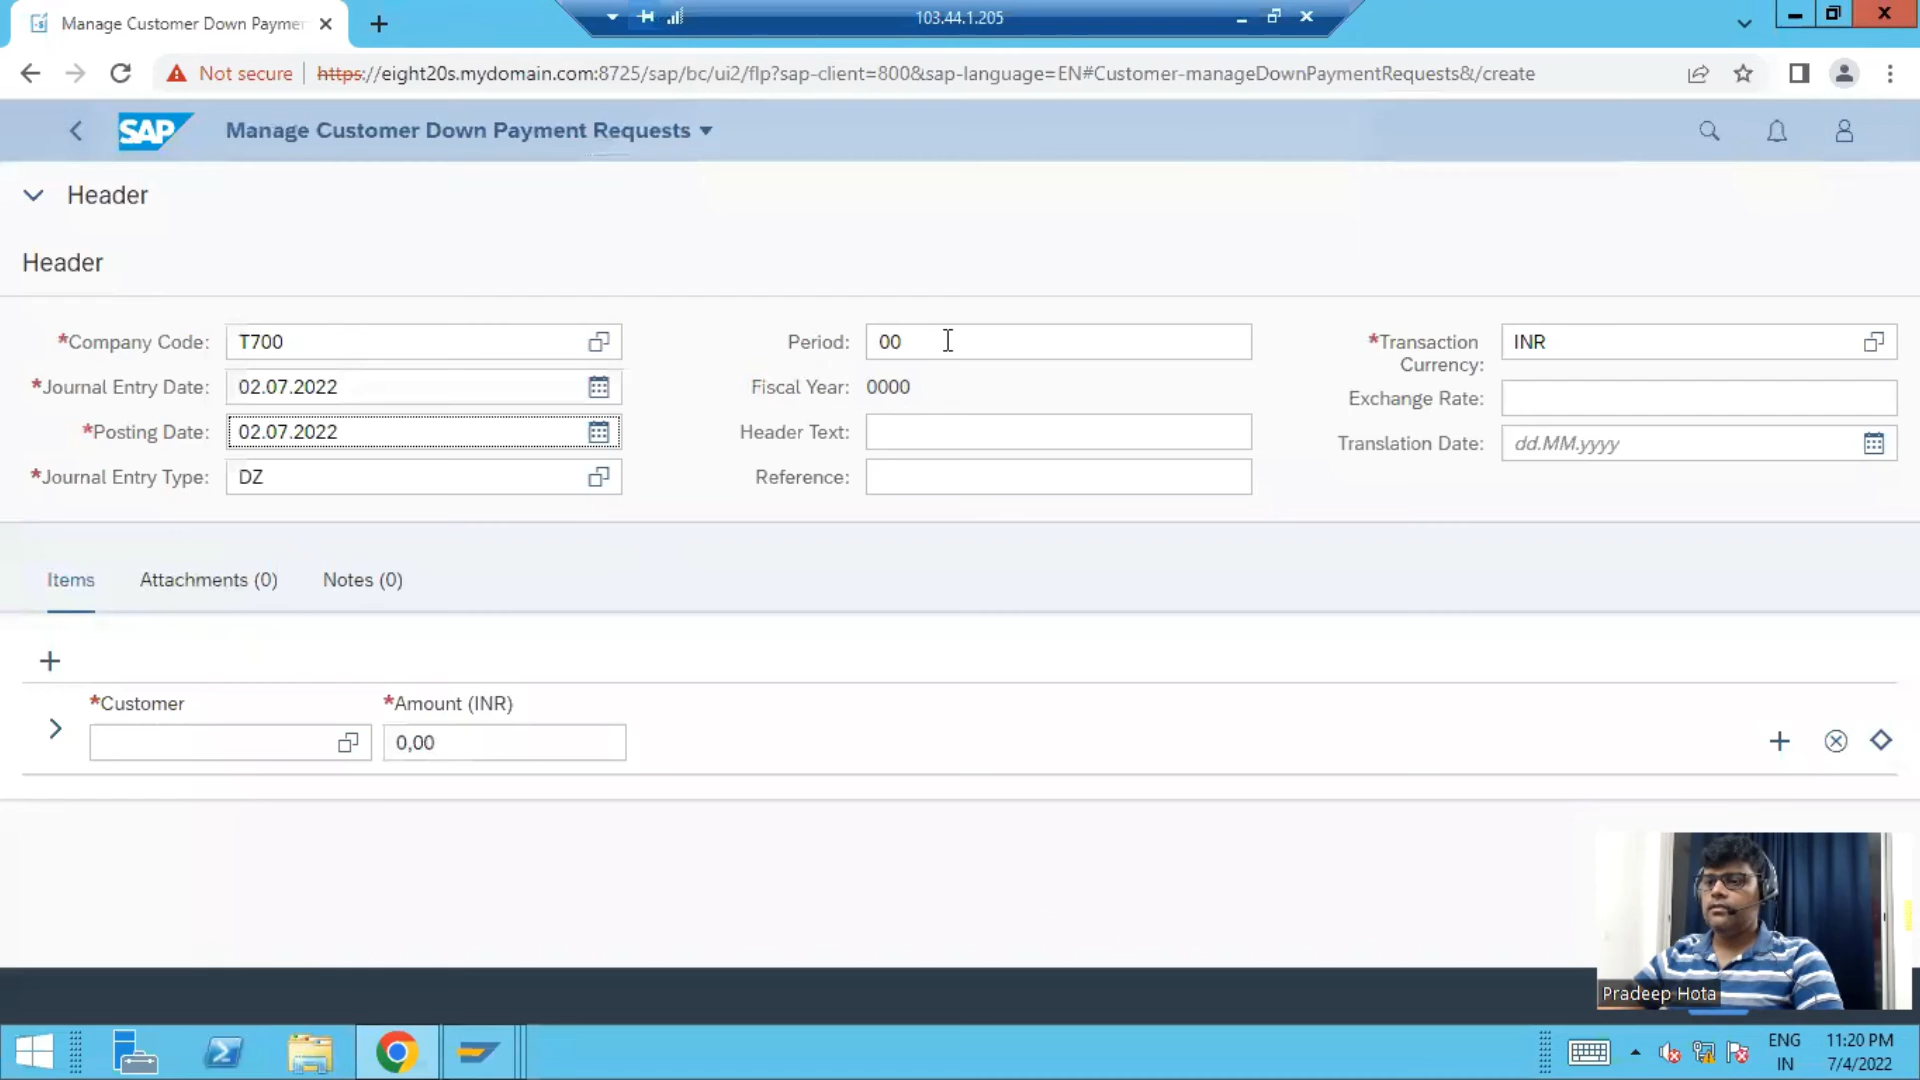 Manage Customer Down Paymen
103.44.1.205
Not secure https://eight20s.mydomain.com:8725/sap/bc/ui2/flp?sap-client=800&sap-language=EN#Customer-manageDownPaymentRequests&/create
SAP Manage Customer Down Payment Requests
Header
Header
*Company Code: T700 Period: 00 *Transaction Currency: INR
*Journal Entry Date: 02.07.2022 Fiscal Year: 0000 Exchange Rate:
*Posting Date: 02.07.2022 Header Text: Translation Date: dd.MM.yyyy
*Journal Entry Type: DZ Reference:
Items Attachments (0) Notes (0)
*Customer *Amount (INR)
0,00
Pradeep Hota
ENG 11:20 PM
IN 7/4/2022